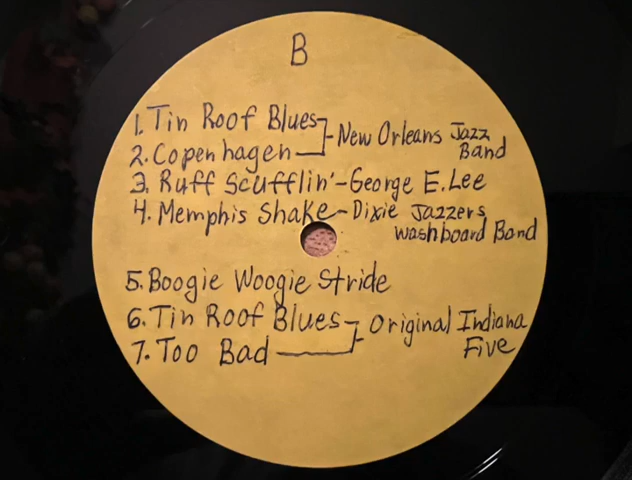 B
1. Tin Roof Blues
2. Copenhagen
New Orleans Jazz
Band
3. Ruff Scufflin' - George E. Lee
4. Memphis Shake - Dixie Jazzers
Washboard Band
5. Boogie Woogie Stride
6. Tin Roof Blues
7. Too Bad
Original Indiana
Five